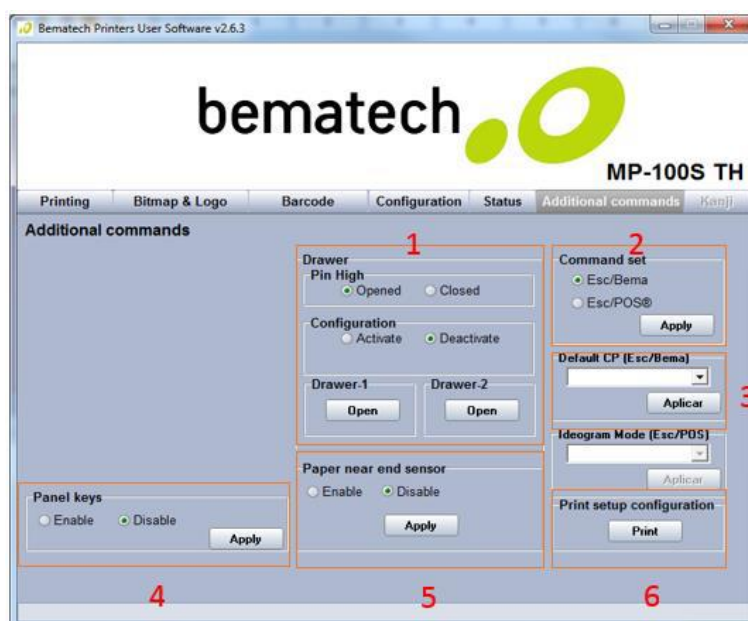 Bematech Printers User Software v2.6.3
bematech
MP-100S TH
Printing Bitmap & Logo Barcode Configuration Status Additional commands Kanji
Additional commands
1
Drawer
Pin High
Opened Closed
Configuration
Activate Deactivate
Drawer-1 Drawer-2
Open Open
2
Command set
Esc/Bema
Esc/POS®
Apply
Default CP (Esc/Bema)
Aplicar
3
Ideogram Mode (Esc/POS)
Aplicar
Panel keys
Enable Disable
Apply
4
Paper near end sensor
Enable Disable
Apply
5
Print setup configuration
Print
6